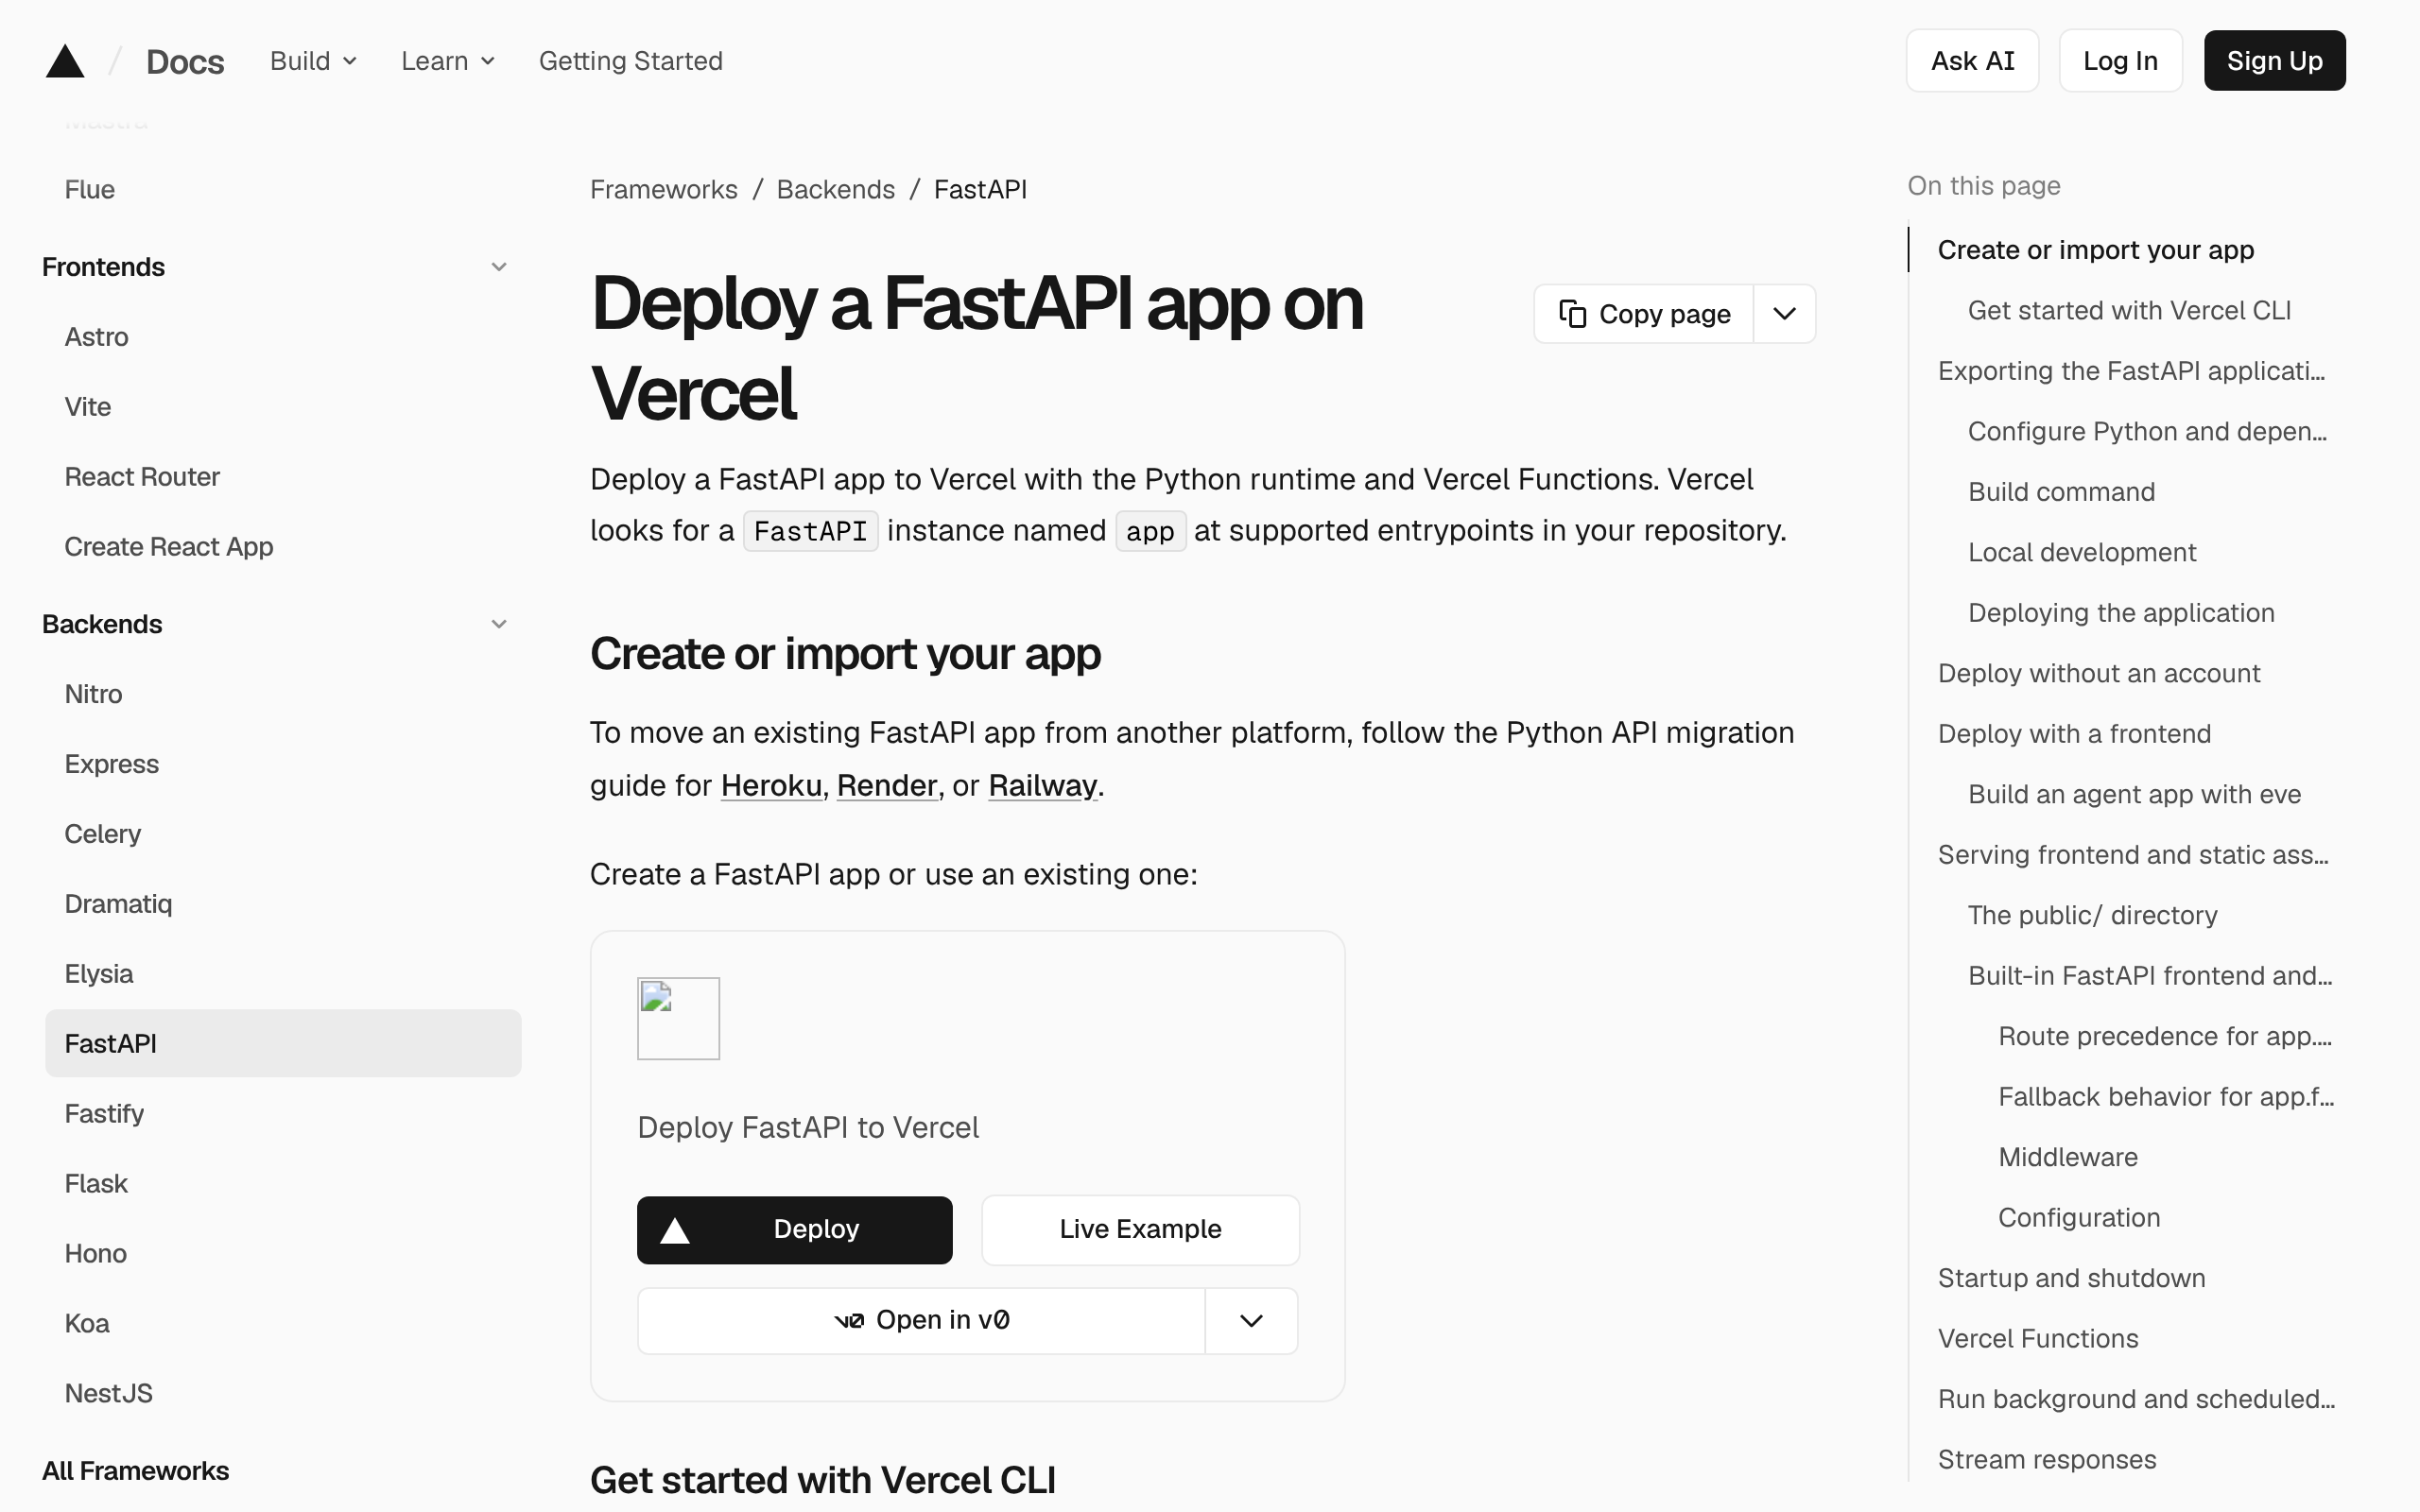 Docs
Build
Learn
Getting Started
Ask AI
Log In
Sign Up
Mastra
Flue
Frontends
Astro
Vite
React Router
Create React App
Backends
Nitro
Express
Celery
Dramatiq
Elysia
FastAPI
Fastify
Flask
Hono
Koa
NestJS
All Frameworks
Frameworks / Backends / FastAPI
Deploy a FastAPI app on
Vercel
Copy page
Deploy a FastAPI app to Vercel with the Python runtime and Vercel Functions. Vercel
looks for a FastAPI instance named app at supported entrypoints in your repository.
Create or import your app
To move an existing FastAPI app from another platform, follow the Python API migration
guide for Heroku, Render, or Railway.
Create a FastAPI app or use an existing one:
Deploy FastAPI to Vercel
Deploy
Live Example
v0 Open in v0
Get started with Vercel CLI
On this page
Create or import your app
Get started with Vercel CLI
Exporting the FastAPI applicati...
Configure Python and depen...
Build command
Local development
Deploying the application
Deploy without an account
Deploy with a frontend
Build an agent app with eve
Serving frontend and static ass...
The public/ directory
Built-in FastAPI frontend and...
Route precedence for app....
Fallback behavior for app.f...
Middleware
Configuration
Startup and shutdown
Vercel Functions
Run background and scheduled...
Stream responses